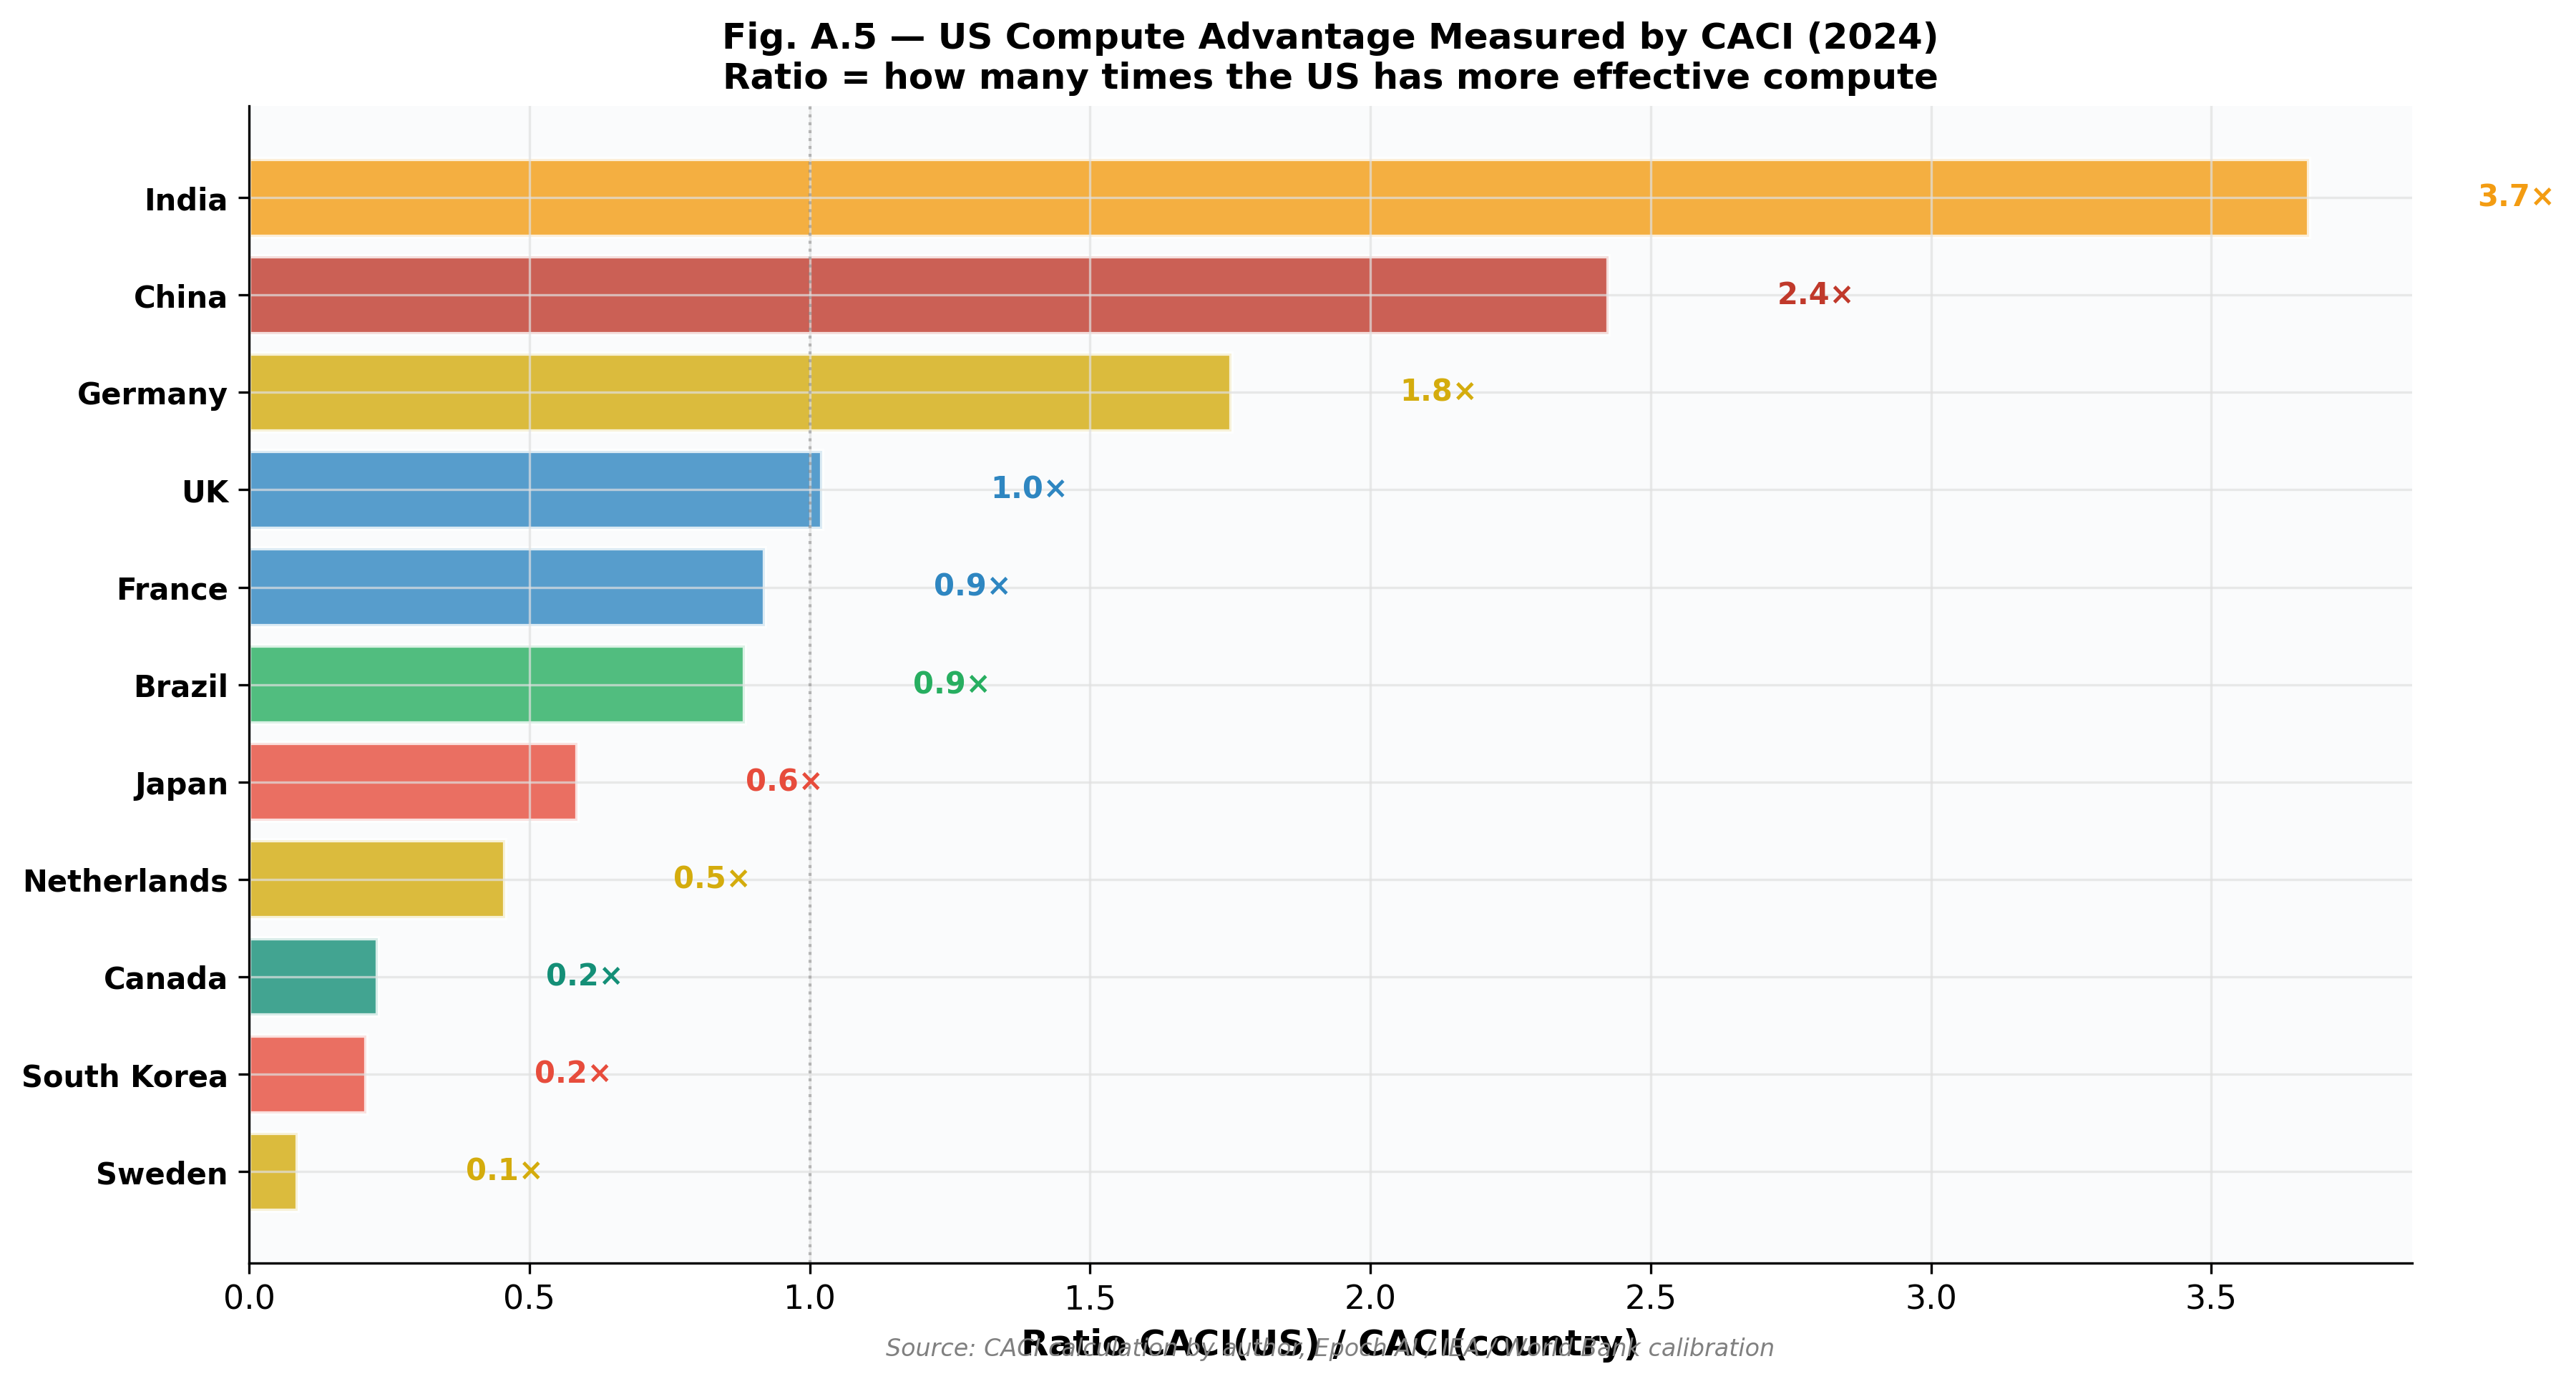 Fig. A.5 — US Compute Advantage Measured by CACI (2024)
Ratio = how many times the US has more effective compute
India
3.7×
China
2.4×
Germany
1.8×
UK
1.0×
France
0.9×
Brazil
0.9×
Japan
0.6×
Netherlands
0.5×
Canada
0.2×
South Korea
0.2×
Sweden
0.1×
0.0 0.5 1.0 1.5 2.0 2.5 3.0 3.5
Ratio CACI(US) / CACI(country)
Source: CACI calculation by author, Epoch AI / IEA / World Bank calibration